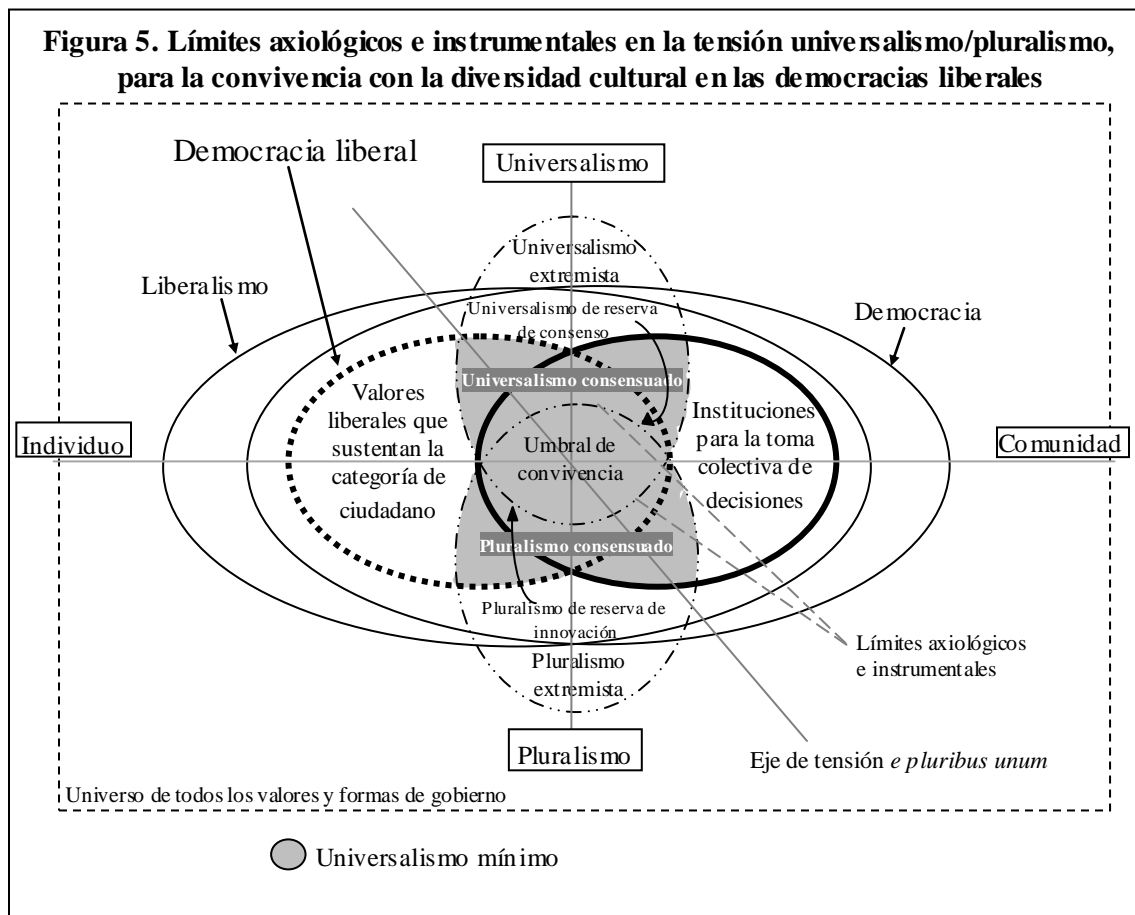 Figura 5. Límites axiológicos e instrumentales en la tensión universalismo/pluralismo,
para la convivencia con la diversidad cultural en las democracias liberales
Democracia liberal
Universalismo
Universalismo
extremista
Liberalismo
Universalismo de reserva
de consenso
Democracia
Universalismo consensuado
Valores
liberales que
sustentan la
categoría de
ciudadano
Instituciones
para la toma
colectiva de
decisiones
Individuo
Umbral de
convivencia
Comunidad
Pluralismo consensuado
Pluralismo de reserva de
innovación
Pluralismo
extremista
Límites axiológicos
e instrumentales
Pluralismo
Eje de tensión e pluribus unum
Universo de todos los valores y formas de gobierno
Universalismo mínimo